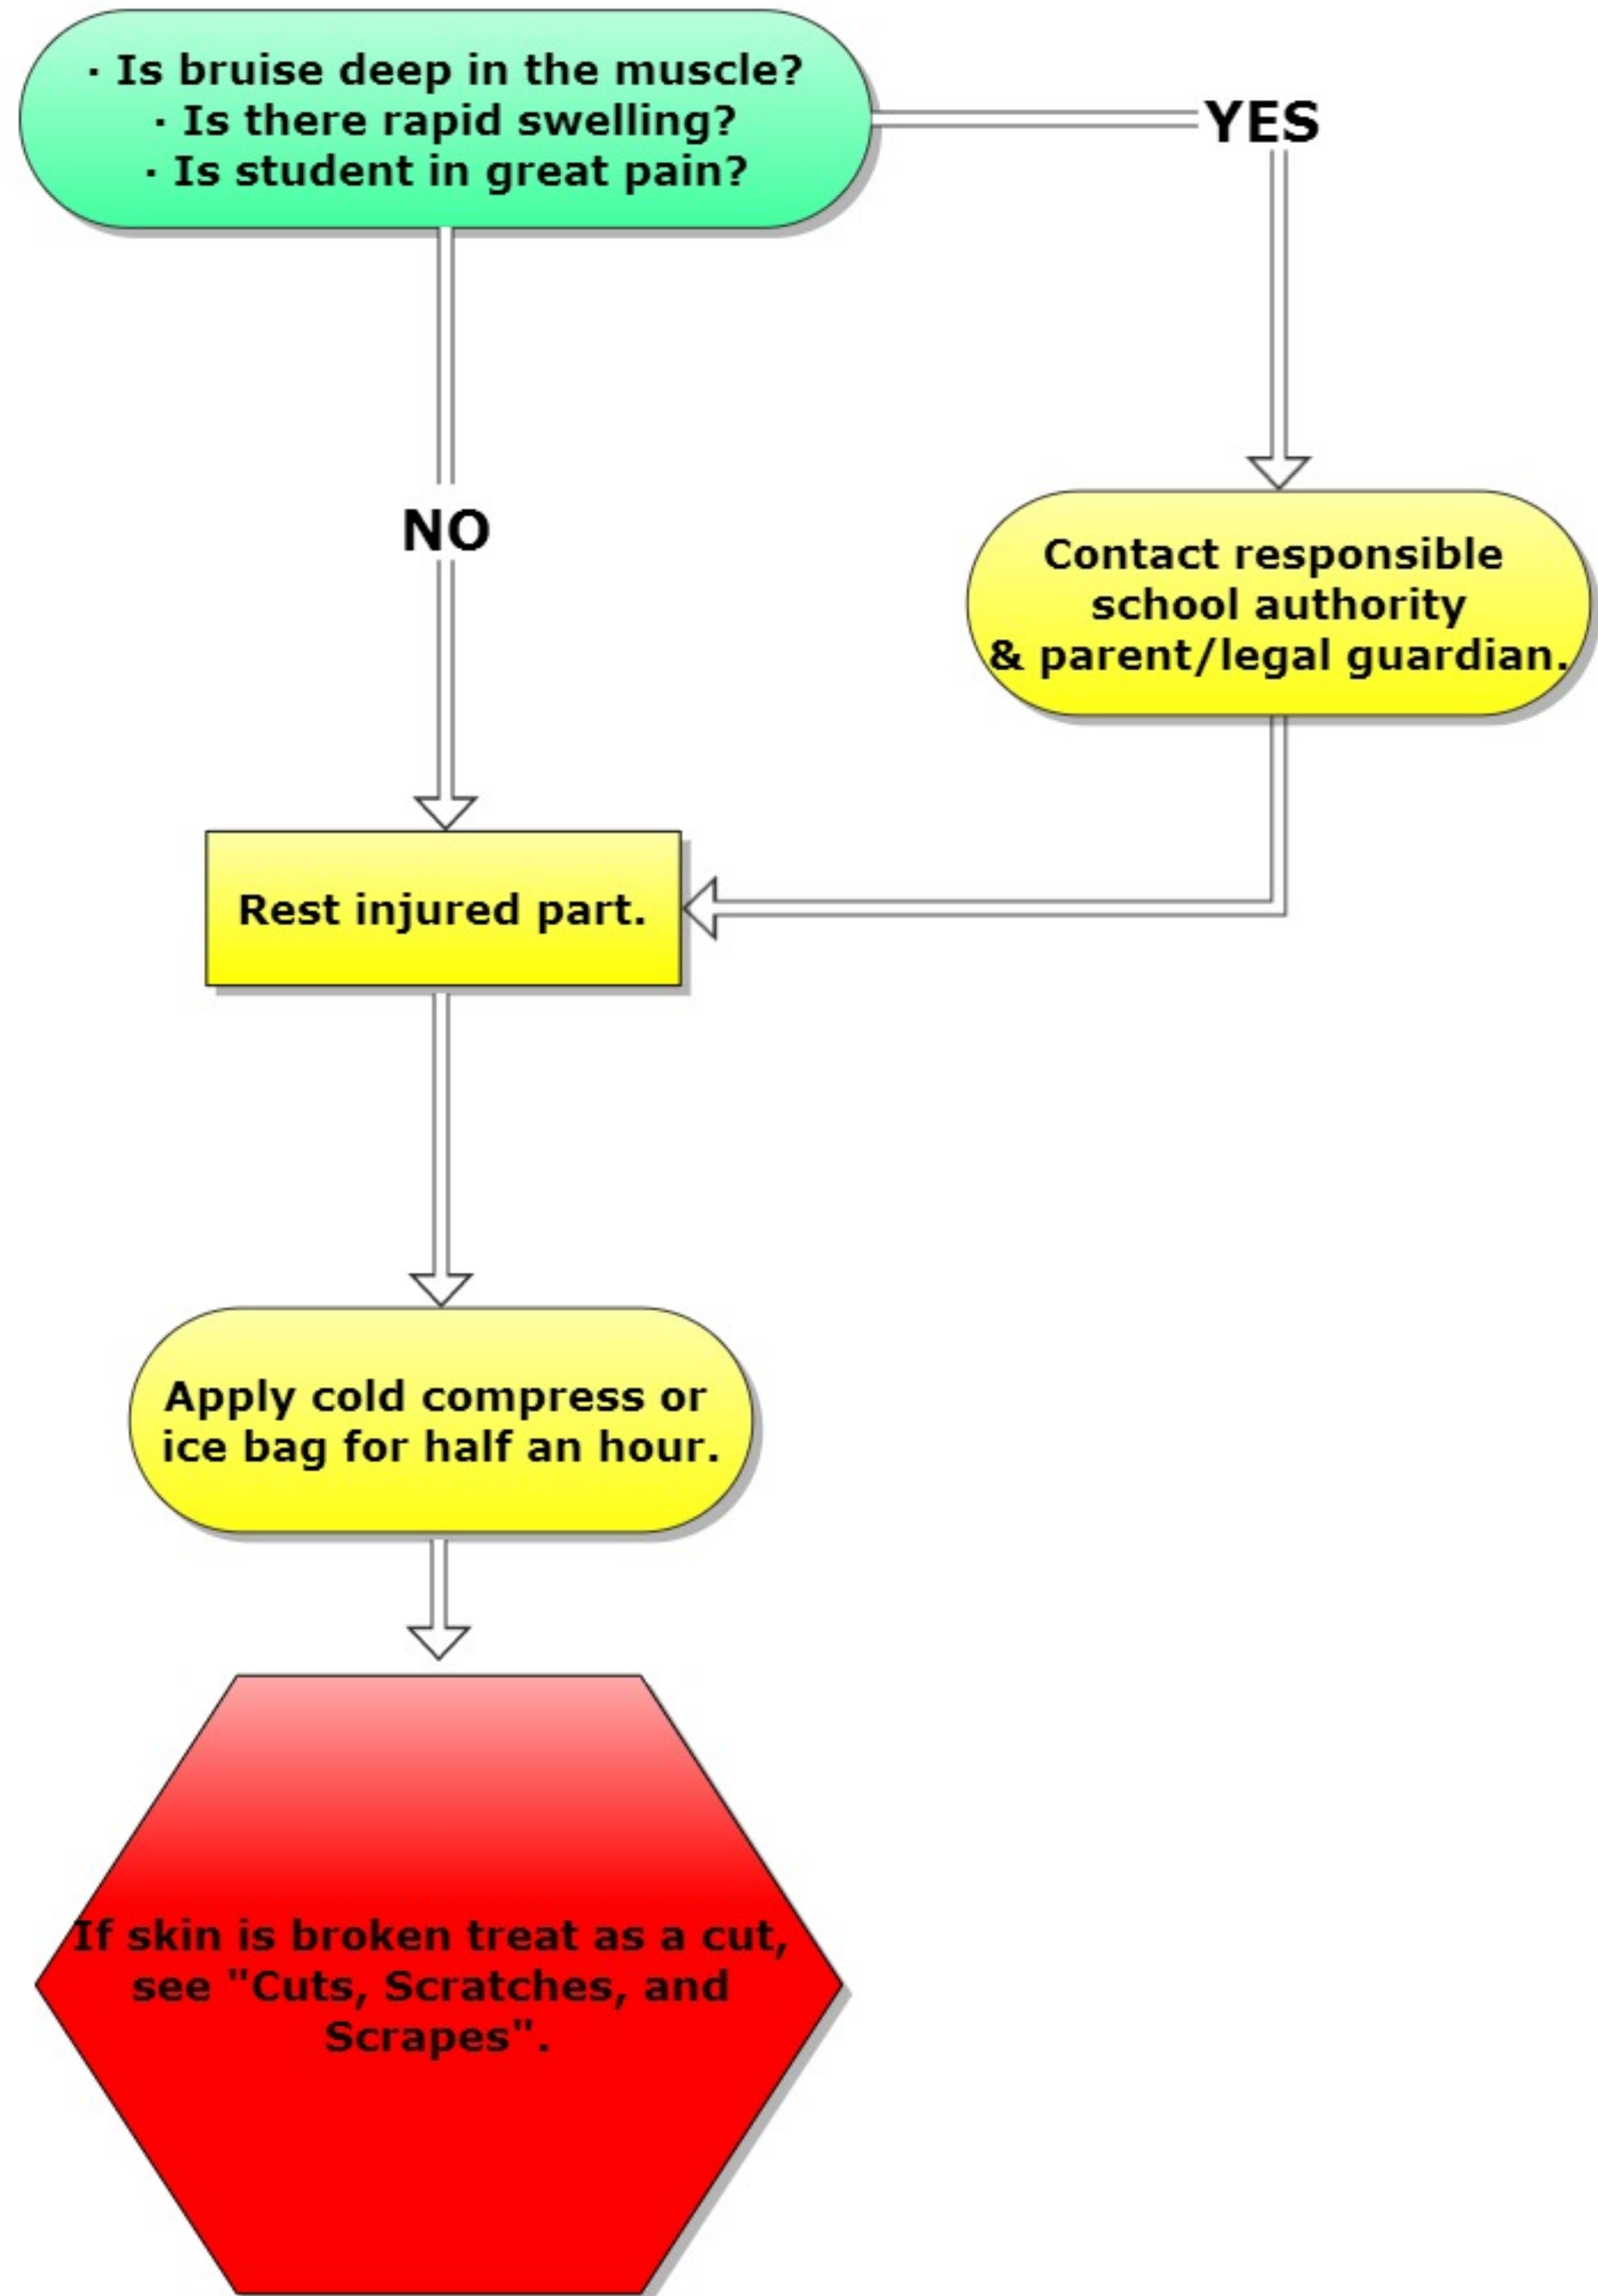 · Is bruise deep in the muscle?
· Is there rapid swelling?
· Is student in great pain?
YES
NO
Contact responsible
school authority
& parent/legal guardian.
Rest injured part.
Apply cold compress or
ice bag for half an hour.
If skin is broken treat as a cut,
see "Cuts, Scratches, and
Scrapes".